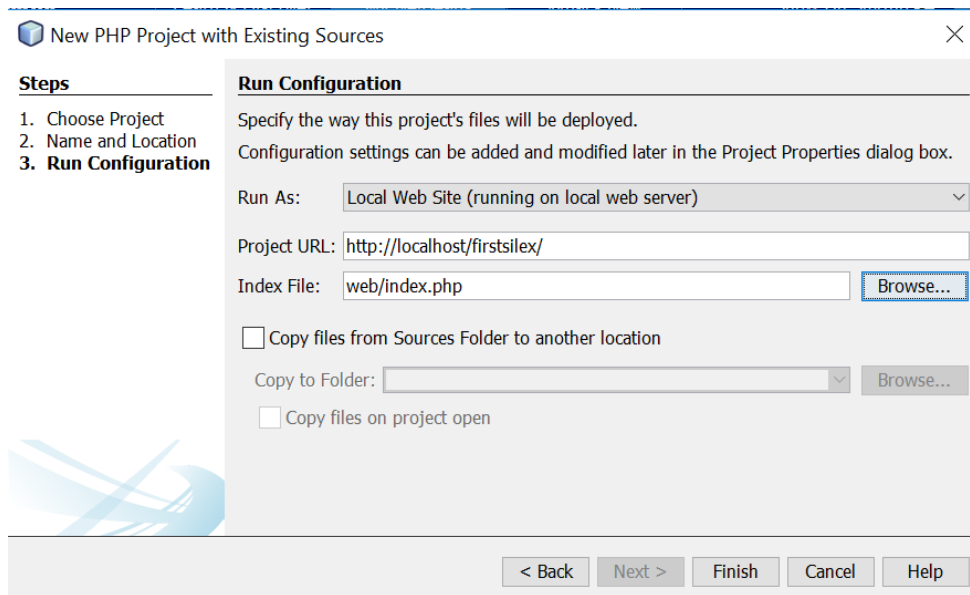 New PHP Project with Existing Sources
Steps
1. Choose Project
2. Name and Location
3. Run Configuration
Run Configuration
Specify the way this project's files will be deployed.
Configuration settings can be added and modified later in the Project Properties dialog box.
Run As: Local Web Site (running on local web server)
Project URL: http://localhost/firstsilex/
Index File: web/index.php Browse...
Copy files from Sources Folder to another location
Copy to Folder: Browse...
Copy files on project open
< Back Next > Finish Cancel Help